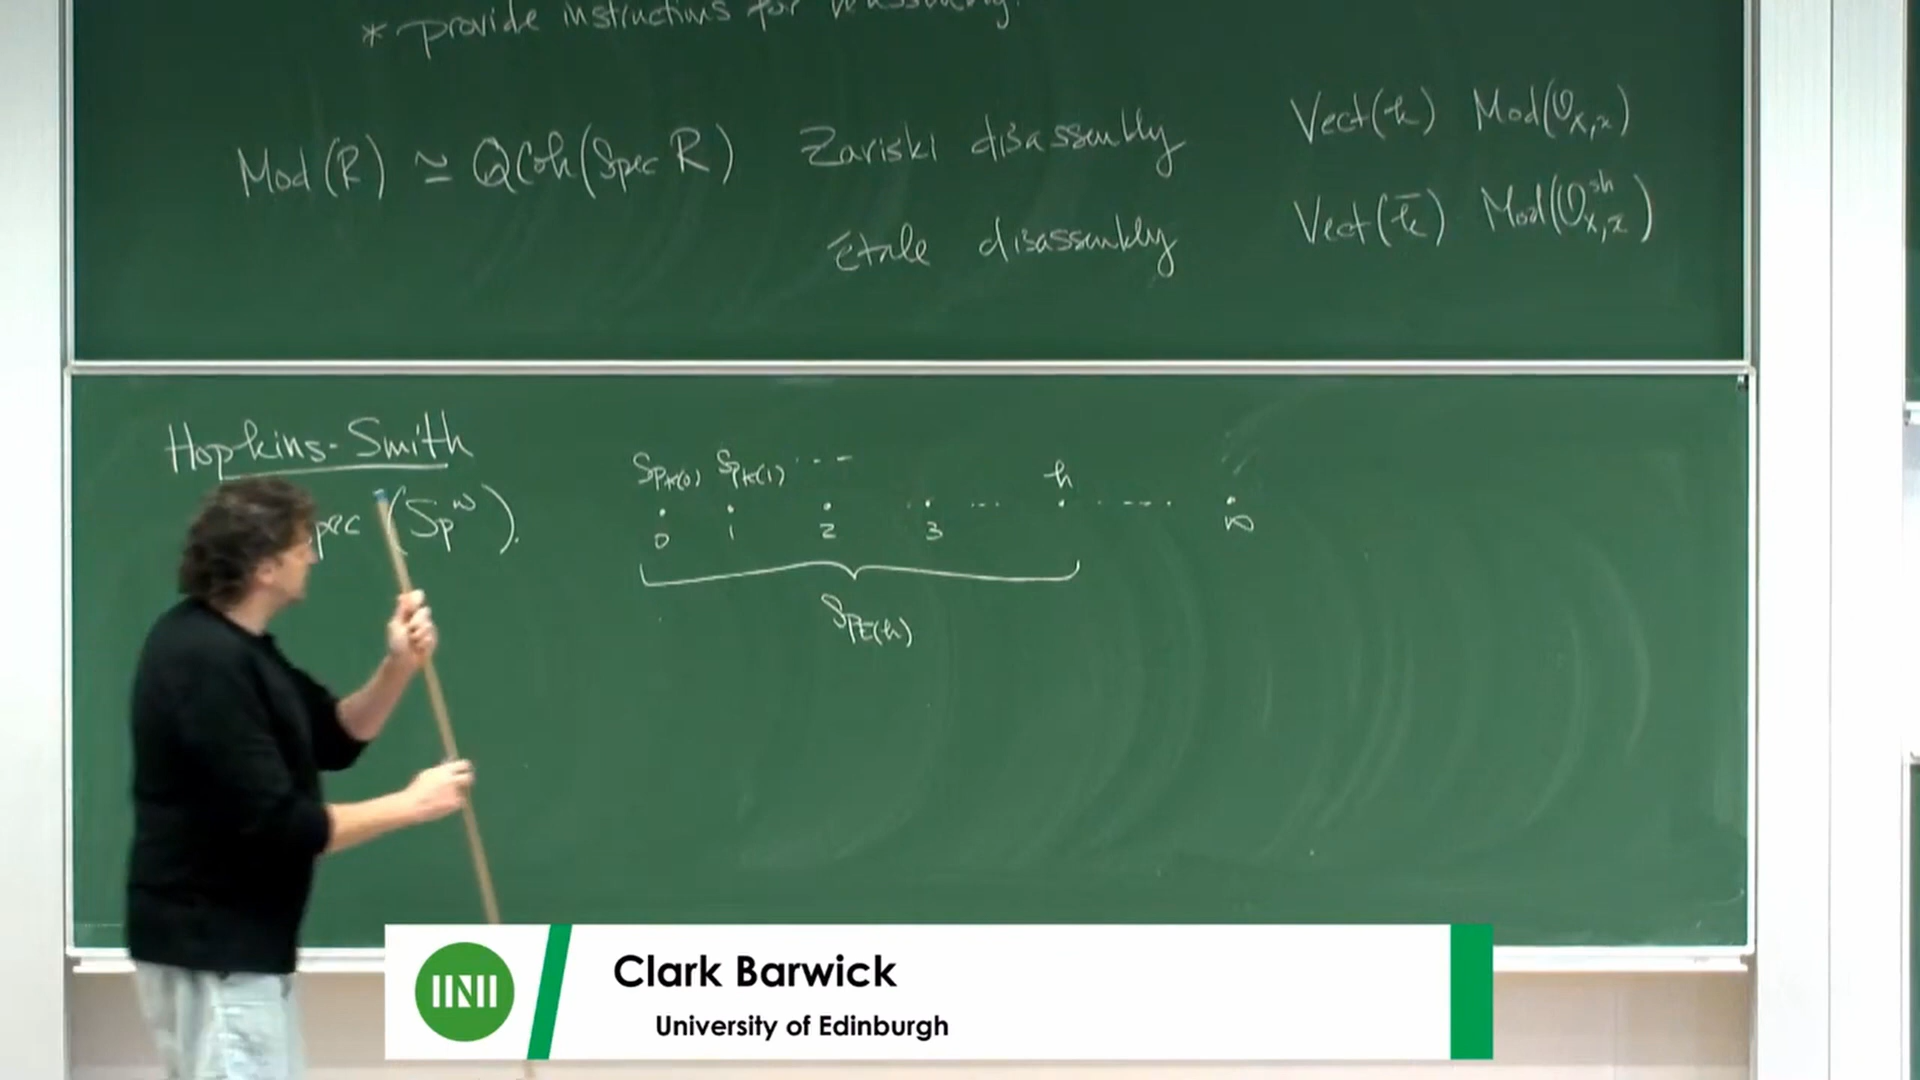 * provide instructions for
Mod(R) ≃ QCoh(Spec R) Zariski disassembly Vect(k) Mod(O_{X,x})
Étale disassembly Vect(k̄) Mod(O^{sh}_{X,x})
Hopkins-Smith
pec (Sp^ω).
Sp_{K(0)} Sp_{K(1)} ··· h
0 1 2 3 ... ... ∞
Sp_{E(h)}
Clark Barwick
University of Edinburgh